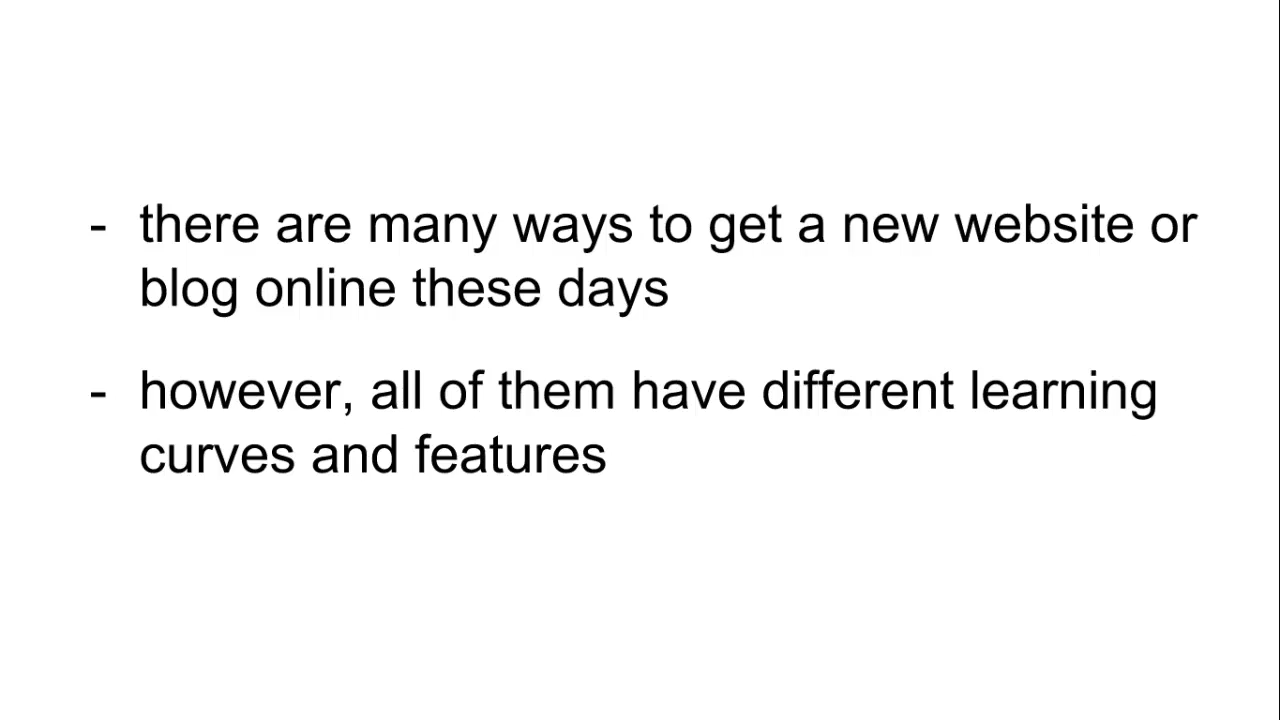 - there are many ways to get a new website or
blog online these days
- however, all of them have different learning
curves and features